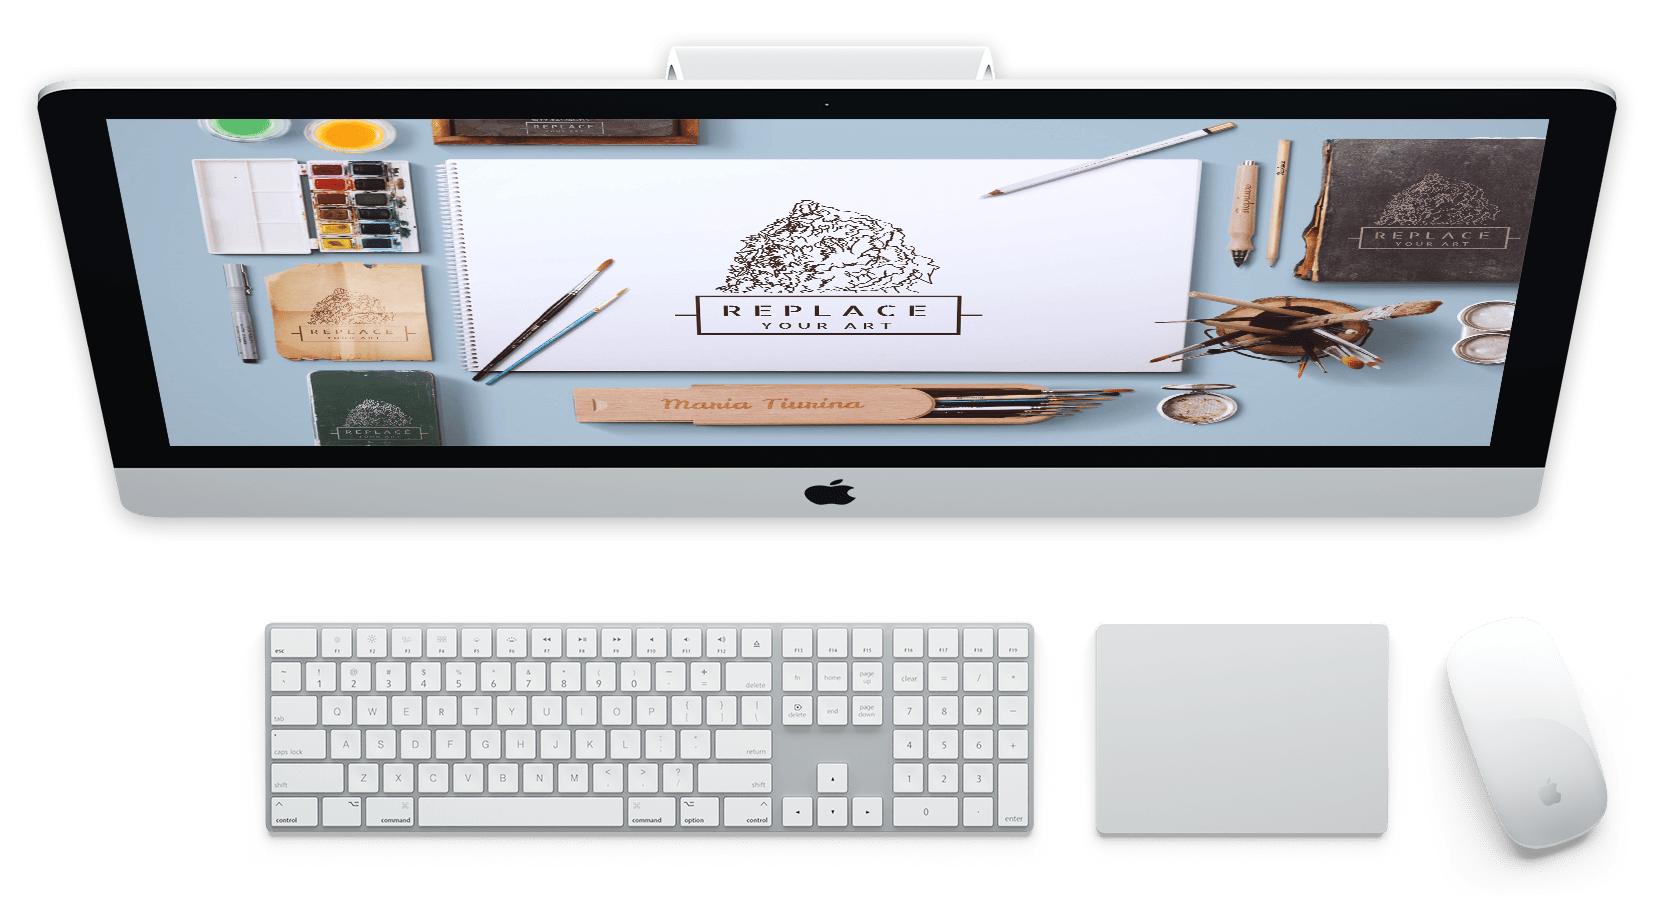 REPLACE
YOUR ART
REPLACE
YOUR ART
REPLACE
YOUR ART
REPLACE
YOUR ART
REPLACE
YOUR ART
Maria Tiurina
esc F1 F2 F3 F4 F5 F6 F7 F8 F9 F10 F11 F12 F13 F14 F15 F16 F17 F18 F19
~ ! @ # $ % ^ & * ( ) — +
` 1 2 3 4 5 6 7 8 9 0 - = delete fn home page up clear = / *
tab Q W E R T Y U I O P { [ } ] | \ delete end page down 7 8 9 −
caps lock A S D F G H J K L : ; " ' return 4 5 6 +
shift Z X C V B N M < , > . ? / shift 1 2 3
control command command option control 0 . enter